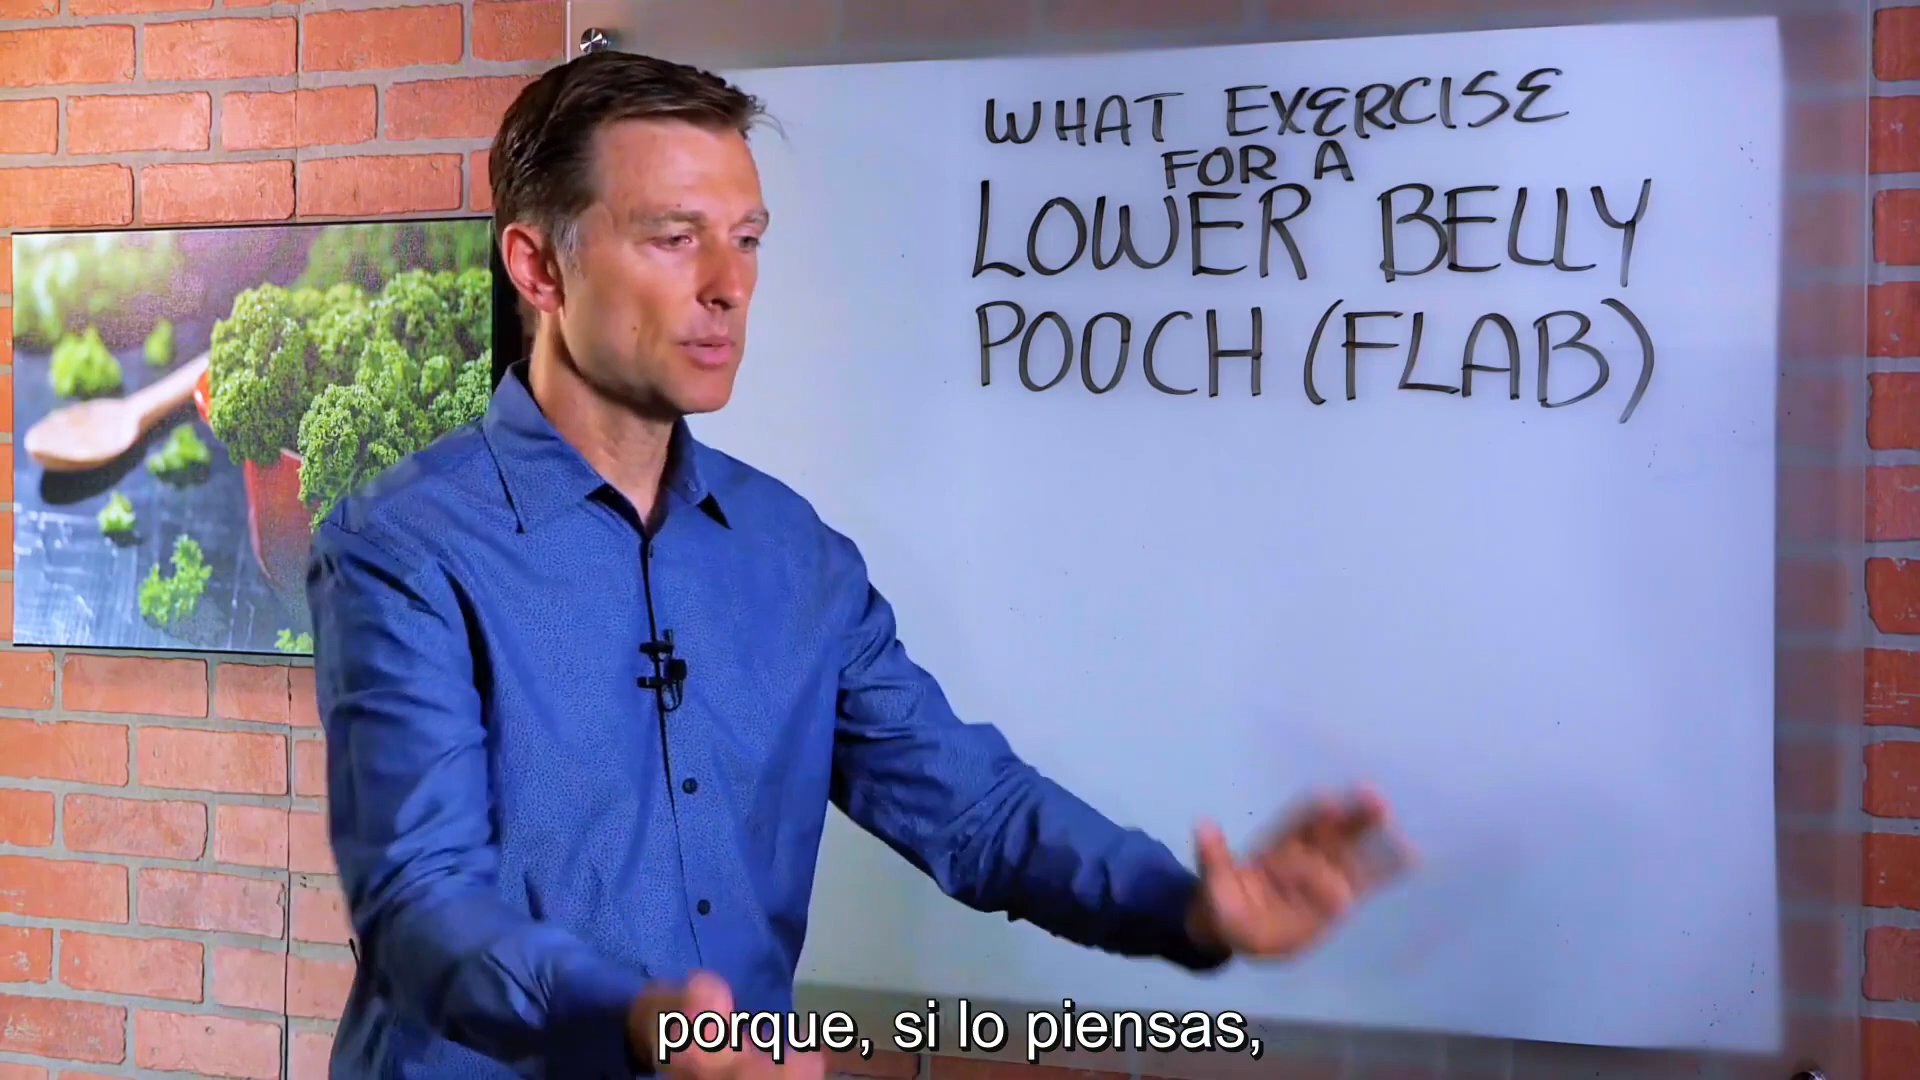 WHAT EXERCISE
FOR A
LOWER BELLY
POOCH (FLAB)
porque, si lo piensas,